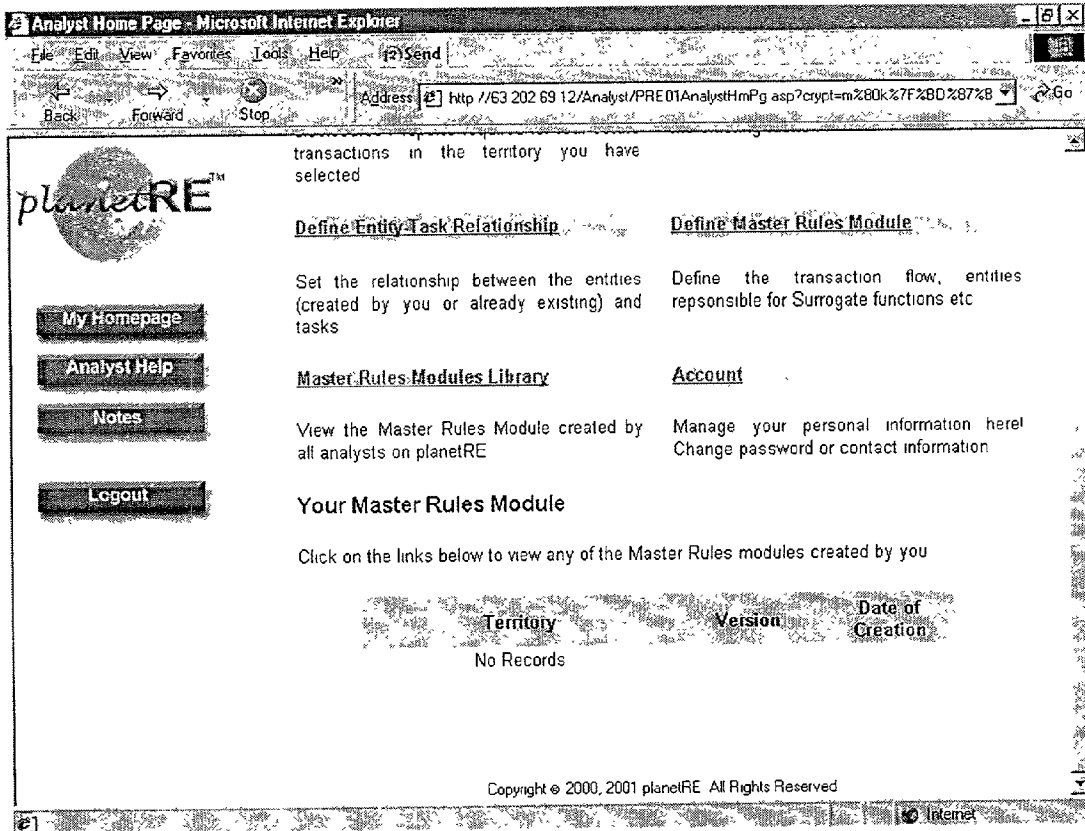 Analyst Home Page - Microsoft Internet Explorer
File Edit View Favorites Tools Help Send
Back Forward Stop » Address http //63 202 69 12/Analyst/PRE01AnalystHmPg asp?crypt=m%80k%7F%8D%87%8 Go
transactions in the territory you have
selected
planetRE™
Define Entity-Task Relationship
Set the relationship between the entities
(created by you or already existing) and
tasks
Define Master Rules Module
Define the transaction flow, entities
repsonsible for Surrogate functions etc
My Homepage
Analyst Help
Notes
Logout
Master Rules Modules Library
View the Master Rules Module created by
all analysts on planetRE
Account
Manage your personal information here!
Change password or contact information
Your Master Rules Module
Click on the links below to view any of the Master Rules modules created by you
Territory Version Date of
Creation
No Records
Copyright © 2000, 2001 planetRE All Rights Reserved
Internet